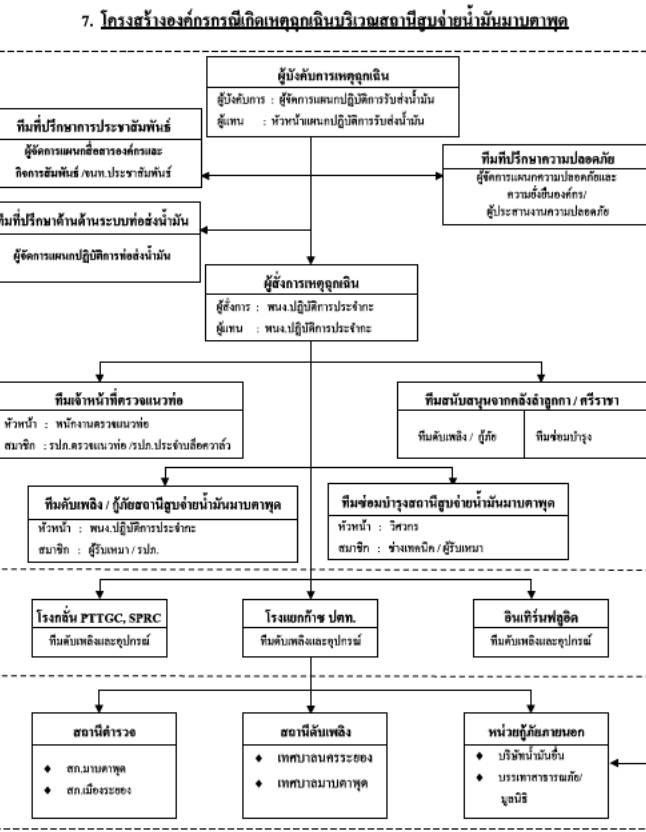 7. โครงสร้างองค์กรกรณีเกิดเหตุฉุกเฉินบริเวณสถานีสูบจ่ายน้ำมันมาบตาพุด
ผู้บังคับการเหตุฉุกเฉิน
ผู้บังคับการ : ผู้จัดการแผนกปฏิบัติการรับส่งน้ำมัน
ผู้แทน : หัวหน้าแผนกปฏิบัติการรับส่งน้ำมัน
ทีมที่ปรึกษาการประชาสัมพันธ์
ผู้จัดการแผนกสื่อสารองค์กรและ
กิจการสัมพันธ์ /จนท.ประชาสัมพันธ์
ทีมที่ปรึกษาความปลอดภัย
ผู้จัดการแผนกความปลอดภัยและ
ความยั่งยืนองค์กร/
ผู้ประสานงานความปลอดภัย
ทีมที่ปรึกษาด้านด้านระบบท่อส่งน้ำมัน
ผู้จัดการแผนกปฏิบัติการท่อส่งน้ำมัน
ผู้สั่งการเหตุฉุกเฉิน
ผู้สั่งการ : พนง.ปฏิบัติการประจำกะ
ผู้แทน : พนง.ปฏิบัติการประจำกะ
ทีมเจ้าหน้าที่ตรวจแนวท่อ
หัวหน้า : พนักงานตรวจแนวท่อ
สมาชิก : รปภ.ตรวจแนวท่อ /รปภ.ประจำบล็อควาล์ว
ทีมสนับสนุนจากคลังลำลูกกา / ศรีราชา
ทีมดับเพลิง / กู้ภัย
ทีมซ่อมบำรุง
ทีมดับเพลิง / กู้ภัยสถานีสูบจ่ายน้ำมันมาบตาพุด
หัวหน้า : พนง.ปฏิบัติการประจำกะ
สมาชิก : ผู้รับเหมา / รปภ.
ทีมซ่อมบำรุงสถานีสูบจ่ายน้ำมันมาบตาพุด
หัวหน้า : วิศวกร
สมาชิก : ช่างเทคนิค / ผู้รับเหมา
โรงกลั่น PTTGC, SPRC
ทีมดับเพลิงและอุปกรณ์
โรงแยกก๊าซ ปตท.
ทีมดับเพลิงและอุปกรณ์
อินเทิร์นฟลูอิด
ทีมดับเพลิงและอุปกรณ์
สถานีตำรวจ
♦ สภ.มาบตาพุด
♦ สภ.เมืองระยอง
สถานีดับเพลิง
♦ เทศบาลนครระยอง
♦ เทศบาลมาบตาพุด
หน่วยกู้ภัยภายนอก
♦ บริษัทน้ำมันอื่น
♦ บรรเทาสาธารณภัย/
มูลนิธิ